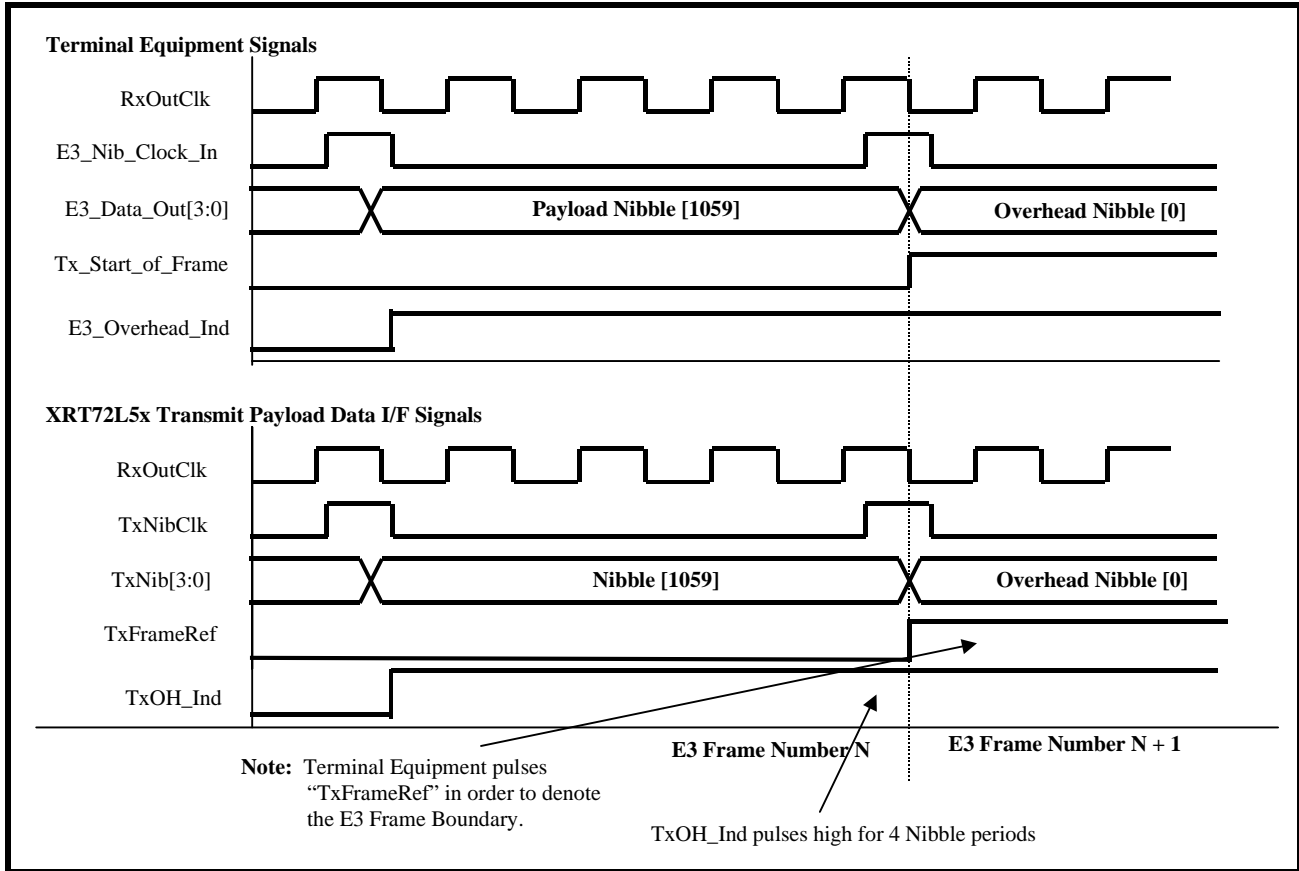 Terminal Equipment Signals
RxOutClk
E3_Nib_Clock_In
E3_Data_Out[3:0]
Payload Nibble [1059]
Overhead Nibble [0]
Tx_Start_of_Frame
E3_Overhead_Ind
XRT72L5x Transmit Payload Data I/F Signals
RxOutClk
TxNibClk
TxNib[3:0]
Nibble [1059]
Overhead Nibble [0]
TxFrameRef
TxOH_Ind
E3 Frame Number N
E3 Frame Number N + 1
Note: Terminal Equipment pulses
“TxFrameRef” in order to denote
the E3 Frame Boundary.
TxOH_Ind pulses high for 4 Nibble periods